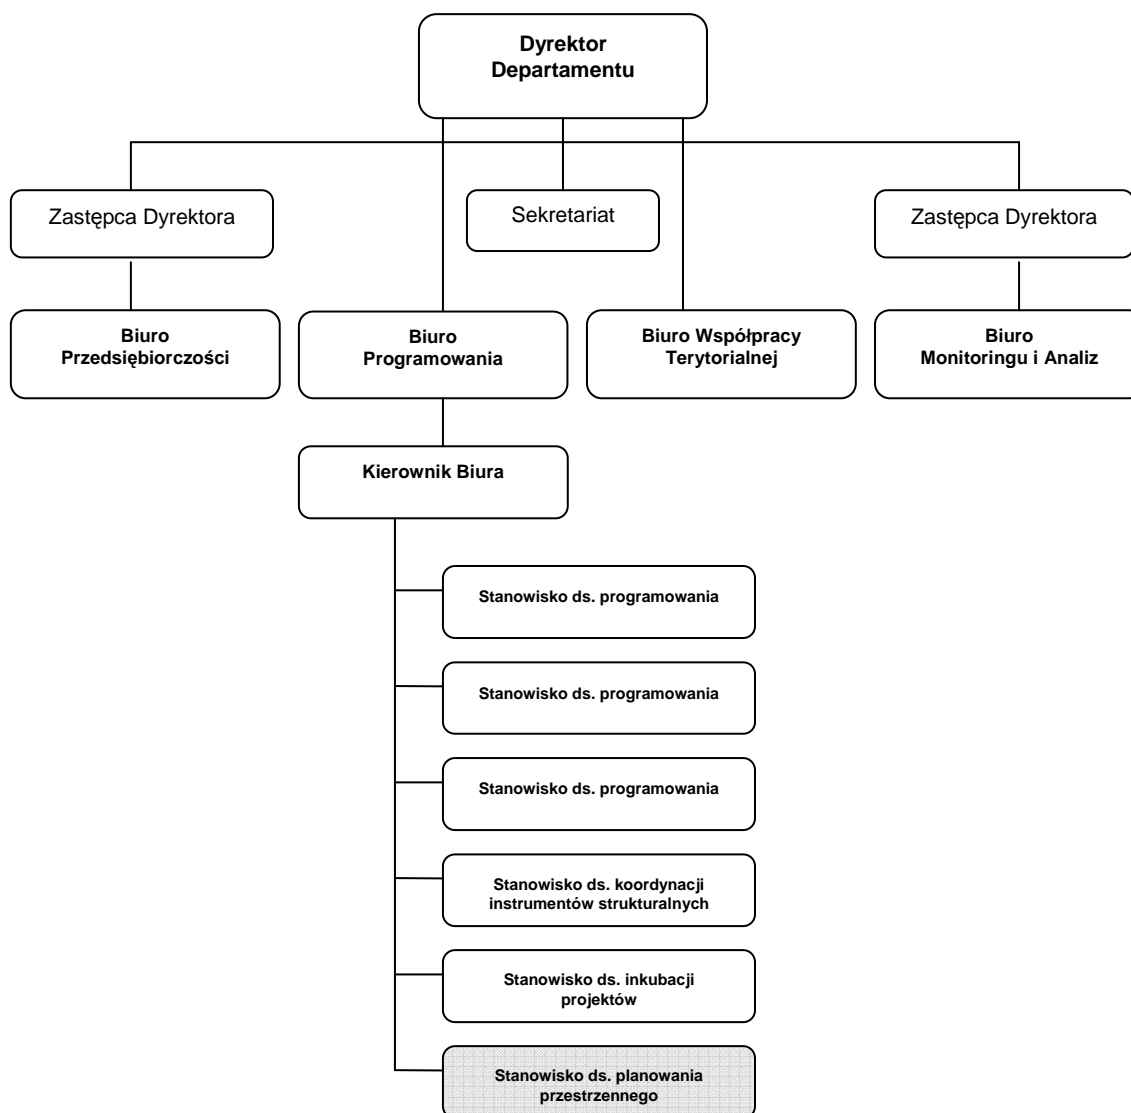 Dyrektor
Departamentu
Zastępca Dyrektora
Sekretariat
Zastępca Dyrektora
Biuro
Przedsiębiorczości
Biuro
Programowania
Biuro Współpracy
Terytorialnej
Biuro
Monitoringu i Analiz
Kierownik Biura
Stanowisko ds. programowania
Stanowisko ds. programowania
Stanowisko ds. programowania
Stanowisko ds. koordynacji
instrumentów strukturalnych
Stanowisko ds. inkubacji
projektów
Stanowisko ds. planowania
przestrzennego